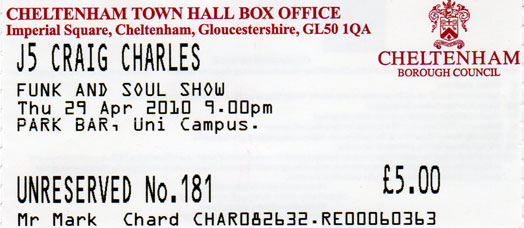 CHELTENHAM TOWN HALL BOX OFFICE
Imperial Square, Cheltenham, Gloucestershire, GL50 1QA
CHELTENHAM
BOROUGH COUNCIL
J5 CRAIG CHARLES
FUNK AND SOUL SHOW
Thu 29 Apr 2010 9.00pm
PARK BAR, Uni Campus.
UNRESERVED No.181 £5.00
Mr Mark Chard CHAR082632.RE00060363